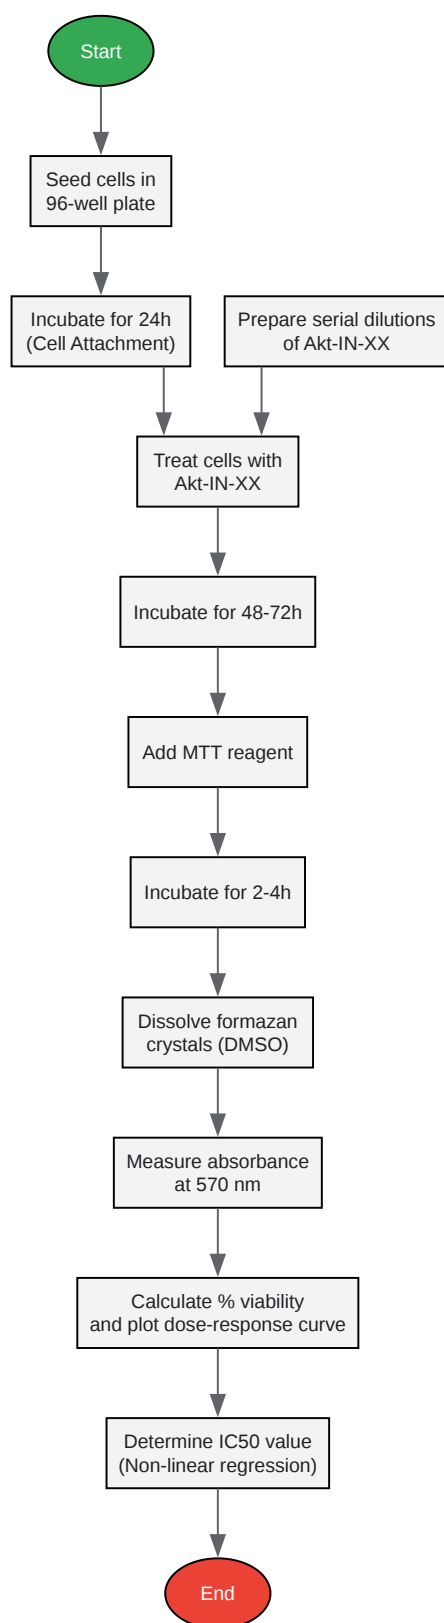 Start
Seed cells in
96-well plate
Incubate for 24h
(Cell Attachment)
Prepare serial dilutions
of Akt-IN-XX
Treat cells with
Akt-IN-XX
Incubate for 48-72h
Add MTT reagent
Incubate for 2-4h
Dissolve formazan
crystals (DMSO)
Measure absorbance
at 570 nm
Calculate % viability
and plot dose-response curve
Determine IC50 value
(Non-linear regression)
End